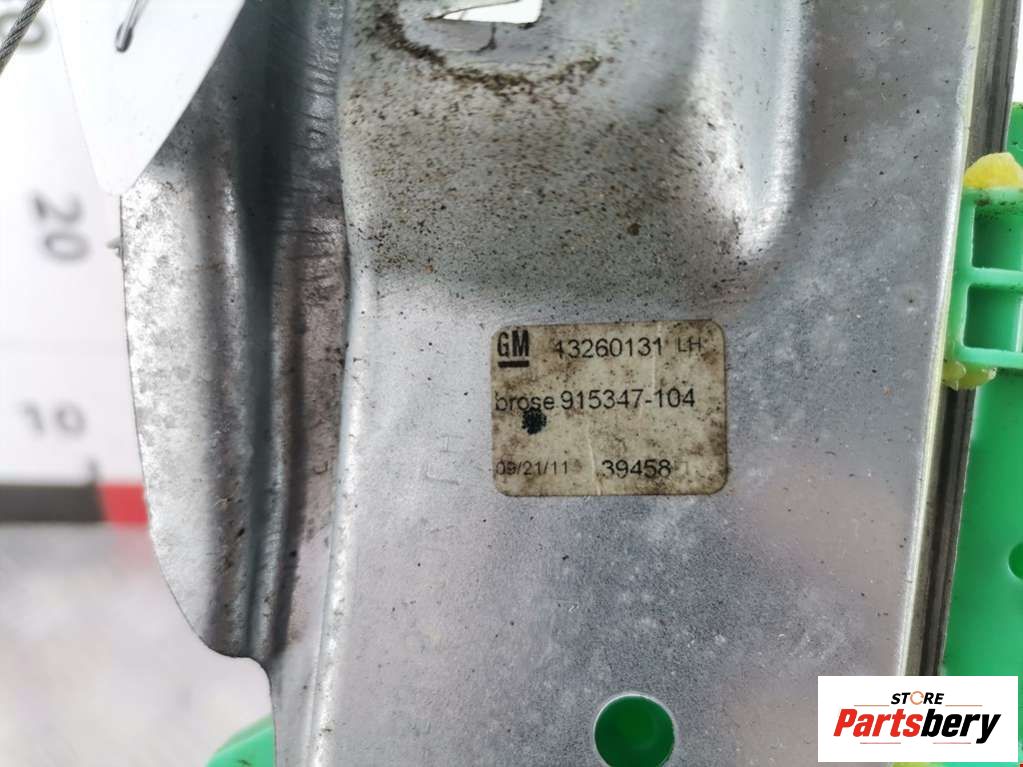 20
10
GM 13260131 LH
brose 915347-104
09/21/11 39458
STORE
Partsbery